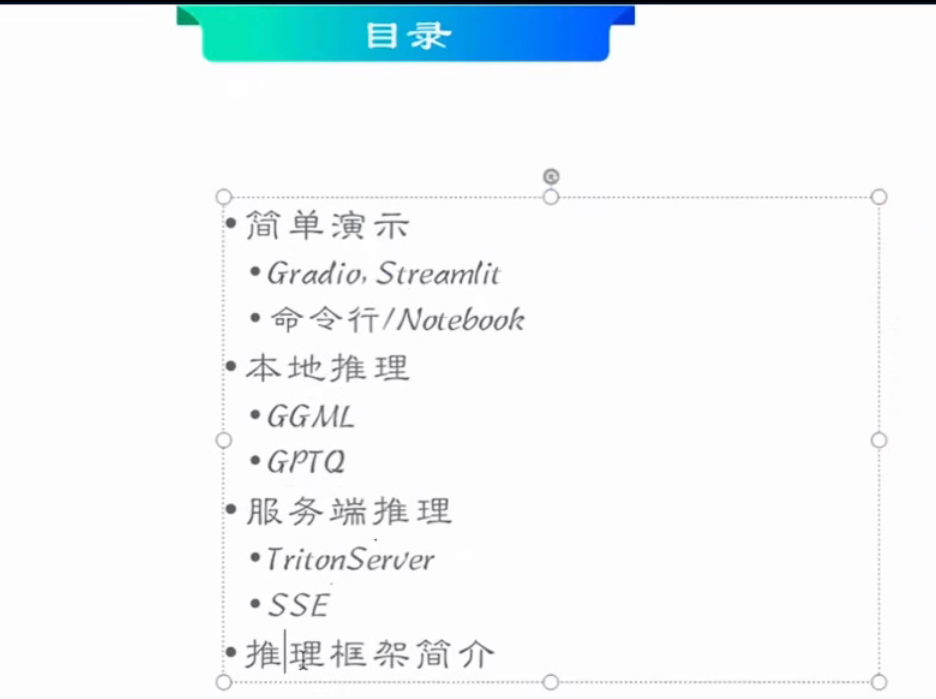 目录
•简单演示
•Gradio, Streamlit
•命令行/Notebook
•本地推理
•GGML
•GPTQ
•服务端推理
•TritonServer
•SSE
•推理框架简介